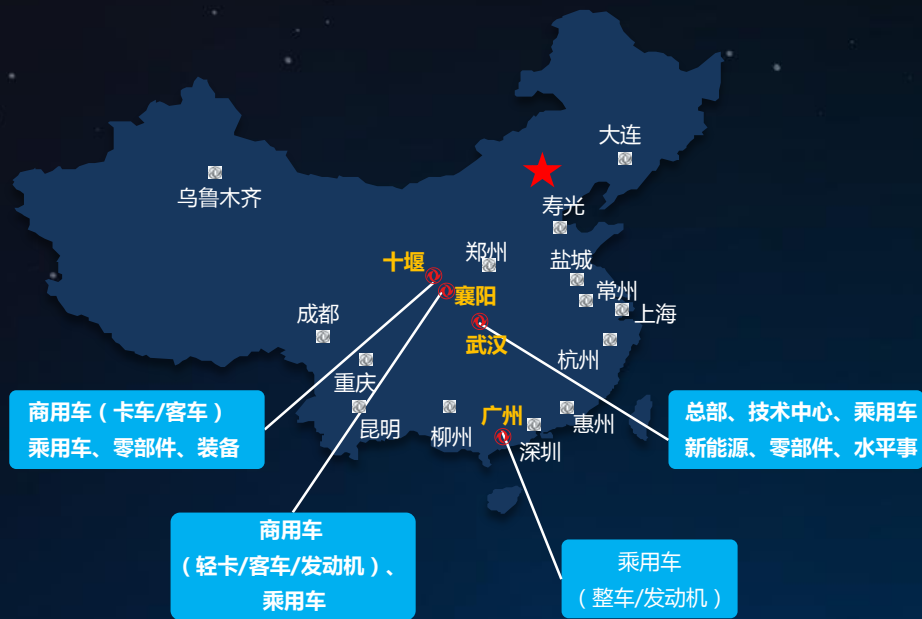 大连
乌鲁木齐
寿光
郑州
盐城
十堰
襄阳
常州
上海
成都
武汉
杭州
重庆
广州
惠州
昆明
柳州
深圳
商用车（卡车/客车）
乘用车、零部件、装备
总部、技术中心、乘用车
新能源、零部件、水平事
商用车
（轻卡/客车/发动机）、
乘用车
乘用车
（整车/发动机）